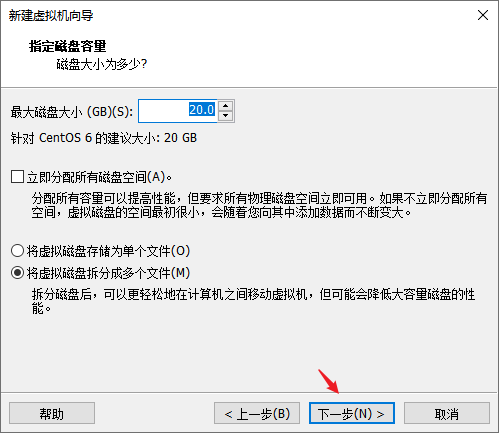 新建虚拟机向导
指定磁盘容量
磁盘大小为多少?
最大磁盘大小 (GB)(S): 20.0
针对 CentOS 6 的建议大小: 20 GB
立即分配所有磁盘空间(A)。
分配所有容量可以提高性能，但要求所有物理磁盘空间立即可用。如果不立即分配所有
空间，虚拟磁盘的空间最初很小，会随着您向其中添加数据而不断变大。
将虚拟磁盘存储为单个文件(O)
将虚拟磁盘拆分成多个文件(M)
拆分磁盘后，可以更轻松地在计算机之间移动虚拟机，但可能会降低大容量磁盘的性
能。
帮助 < 上一步(B) 下一步(N) > 取消